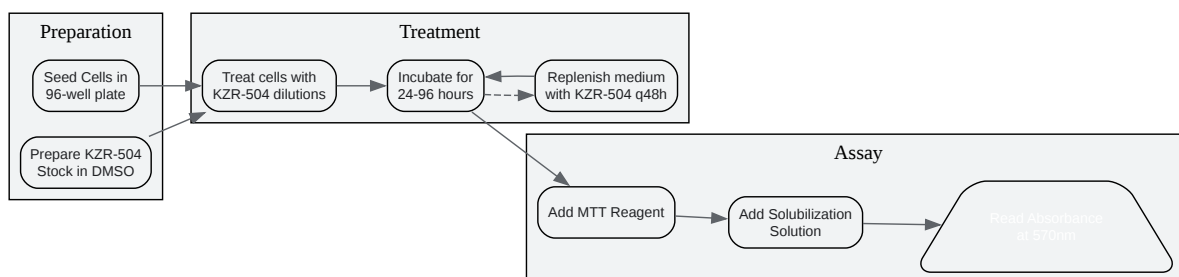 Preparation
Seed Cells in
96-well plate
Prepare KZR-504
Stock in DMSO
Treatment
Treat cells with
KZR-504 dilutions
Incubate for
24-96 hours
Replenish medium
with KZR-504 q48h
Assay
Add MTT Reagent
Add Solubilization
Solution
Read Absorbance
at 570nm